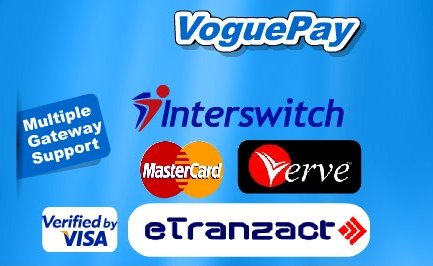 VoguePay
Interswitch
Multiple
Gateway
Support
MasterCard
Verve
Verified by
VISA
eTranzact